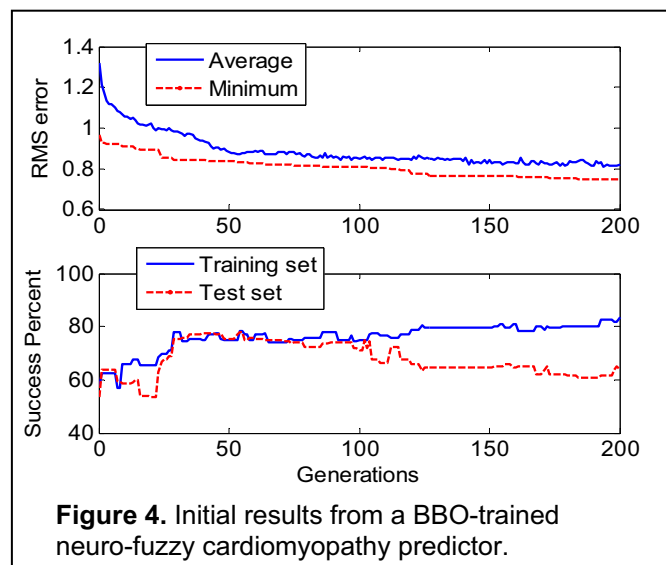 1.4
1.2
1
0.8
0.6
RMS error
Average
Minimum
0 50 100 150 200
Training set
Test set
100
80
60
40
Success Percent
0 50 100 150 200
Generations
Figure 4. Initial results from a BBO-trained
neuro-fuzzy cardiomyopathy predictor.